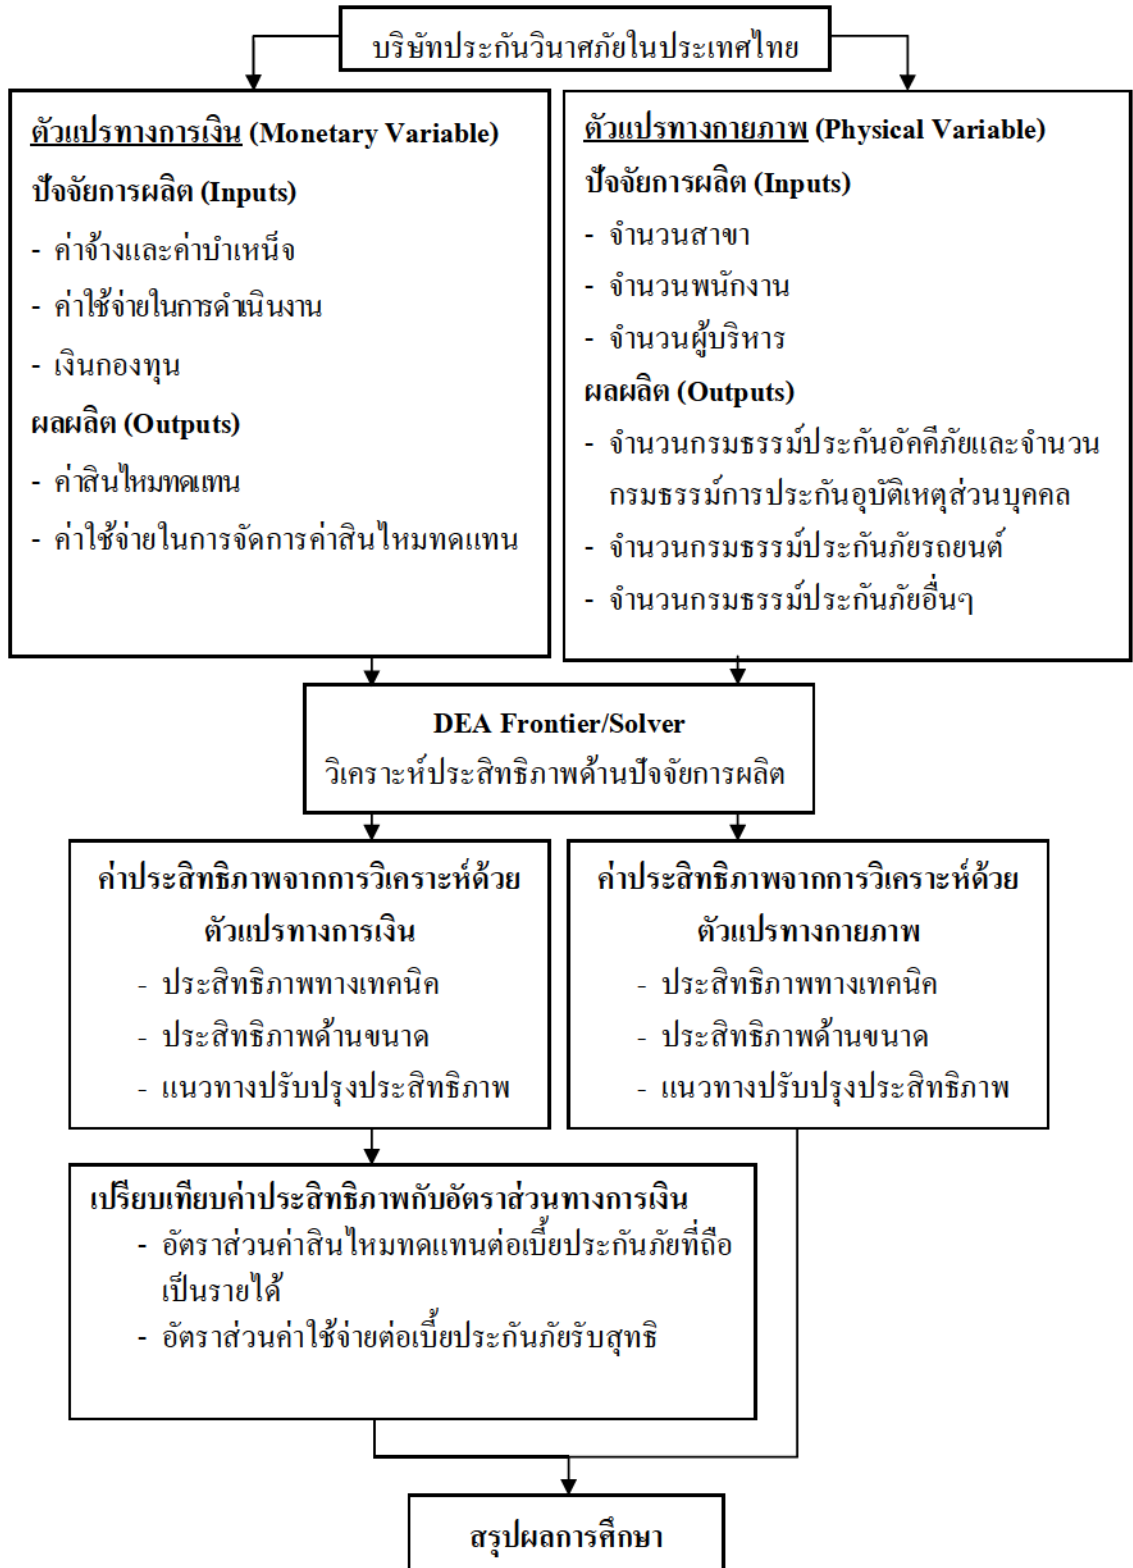 บริษัทประกันวินาศภัยในประเทศไทย
ตัวแปรทางการเงิน (Monetary Variable)
ปัจจัยการผลิต (Inputs)
- ค่าจ้างและค่าบำเหน็จ
- ค่าใช้จ่ายในการดำเนินงาน
- เงินกองทุน
ผลผลิต (Outputs)
- ค่าสินไหมทดแทน
- ค่าใช้จ่ายในการจัดการค่าสินไหมทดแทน
ตัวแปรทางกายภาพ (Physical Variable)
ปัจจัยการผลิต (Inputs)
- จำนวนสาขา
- จำนวนพนักงาน
- จำนวนผู้บริหาร
ผลผลิต (Outputs)
- จำนวนกรมธรรม์ประกันอัคคีภัยและจำนวน
กรมธรรม์การประกันอุบัติเหตุส่วนบุคคล
- จำนวนกรมธรรม์ประกันภัยรถยนต์
- จำนวนกรมธรรม์ประกันภัยอื่นๆ
DEA Frontier/Solver
วิเคราะห์ประสิทธิภาพด้านปัจจัยการผลิต
ค่าประสิทธิภาพจากการวิเคราะห์ด้วย
ตัวแปรทางการเงิน
- ประสิทธิภาพทางเทคนิค
- ประสิทธิภาพด้านขนาด
- แนวทางปรับปรุงประสิทธิภาพ
ค่าประสิทธิภาพจากการวิเคราะห์ด้วย
ตัวแปรทางกายภาพ
- ประสิทธิภาพทางเทคนิค
- ประสิทธิภาพด้านขนาด
- แนวทางปรับปรุงประสิทธิภาพ
เปรียบเทียบค่าประสิทธิภาพกับอัตราส่วนทางการเงิน
- อัตราส่วนค่าสินไหมทดแทนต่อเบี้ยประกันภัยที่ถือ
เป็นรายได้
- อัตราส่วนค่าใช้จ่ายต่อเบี้ยประกันภัยรับสุทธิ
สรุปผลการศึกษา